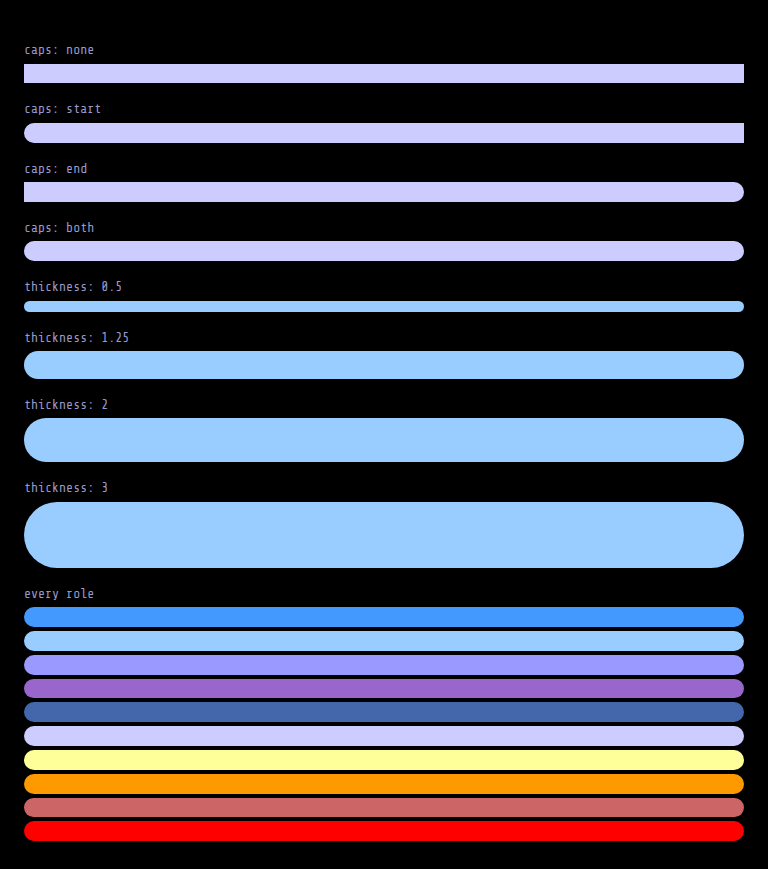 caps: none
caps: start
caps: end
caps: both
thickness: 0.5
thickness: 1.25
thickness: 2
thickness: 3
every role